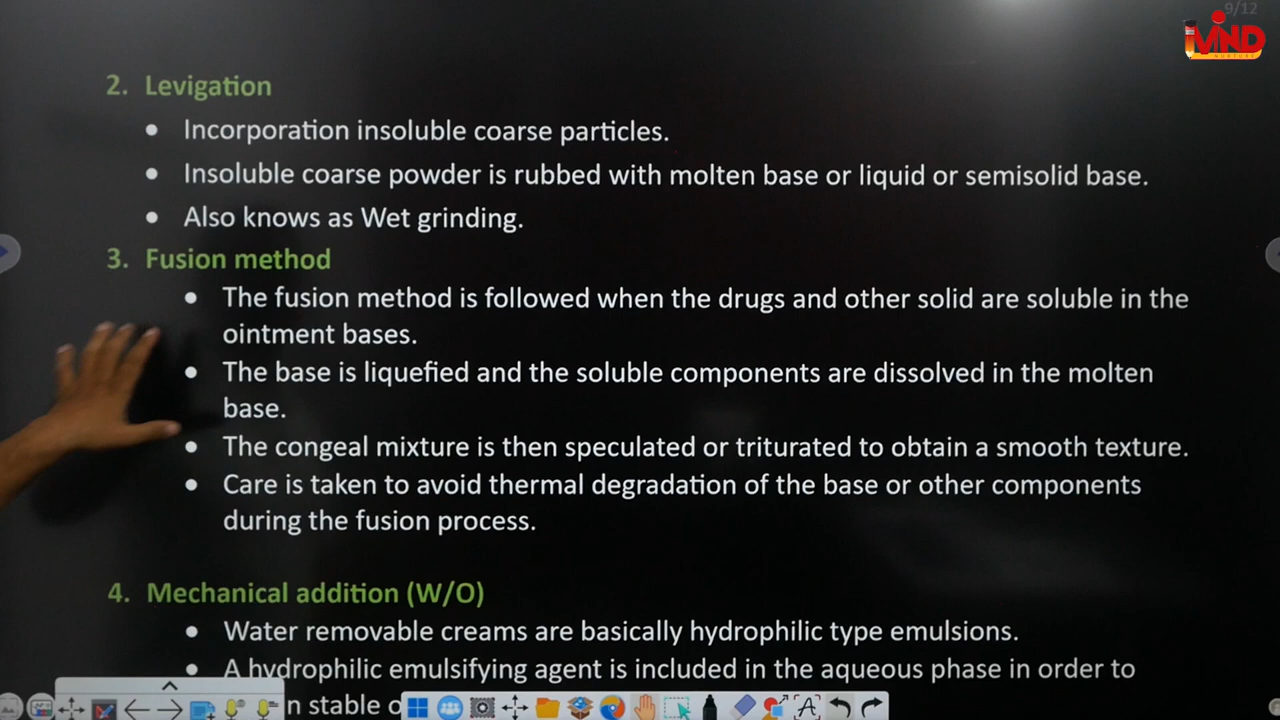 9/12
iMIND
NURTURE
2. Levigation
• Incorporation insoluble coarse particles.
• Insoluble coarse powder is rubbed with molten base or liquid or semisolid base.
• Also knows as Wet grinding.
3. Fusion method
• The fusion method is followed when the drugs and other solid are soluble in the
ointment bases.
• The base is liquefied and the soluble components are dissolved in the molten
base.
• The congeal mixture is then speculated or triturated to obtain a smooth texture.
• Care is taken to avoid thermal degradation of the base or other components
during the fusion process.
4. Mechanical addition (W/O)
• Water removable creams are basically hydrophilic type emulsions.
• A hydrophilic emulsifying agent is included in the aqueous phase in order to
n stable o